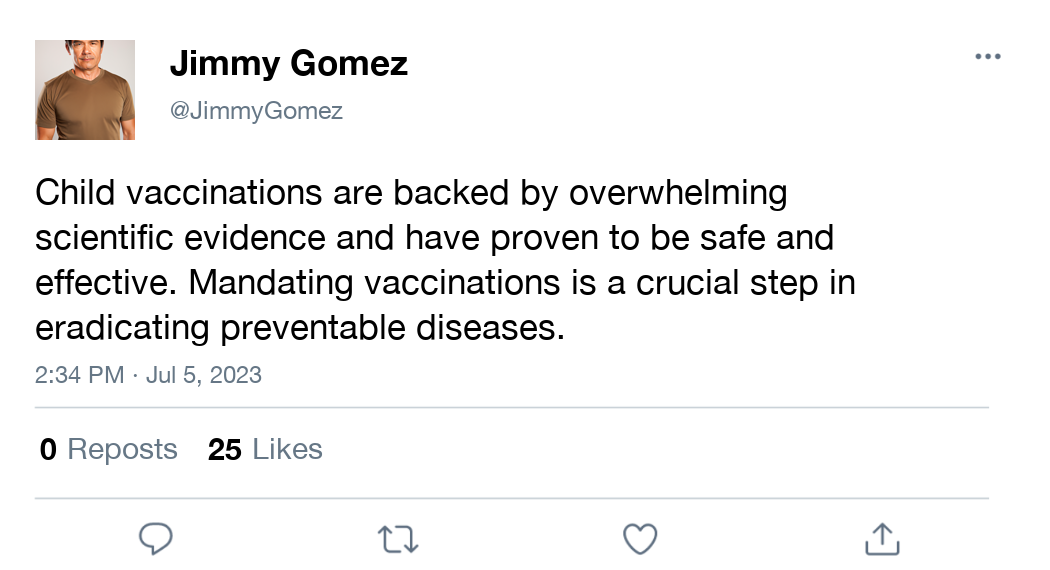 Jimmy Gomez
@JimmyGomez
Child vaccinations are backed by overwhelming
scientific evidence and have proven to be safe and
effective. Mandating vaccinations is a crucial step in
eradicating preventable diseases.
2:34 PM · Jul 5, 2023
0 Reposts 25 Likes